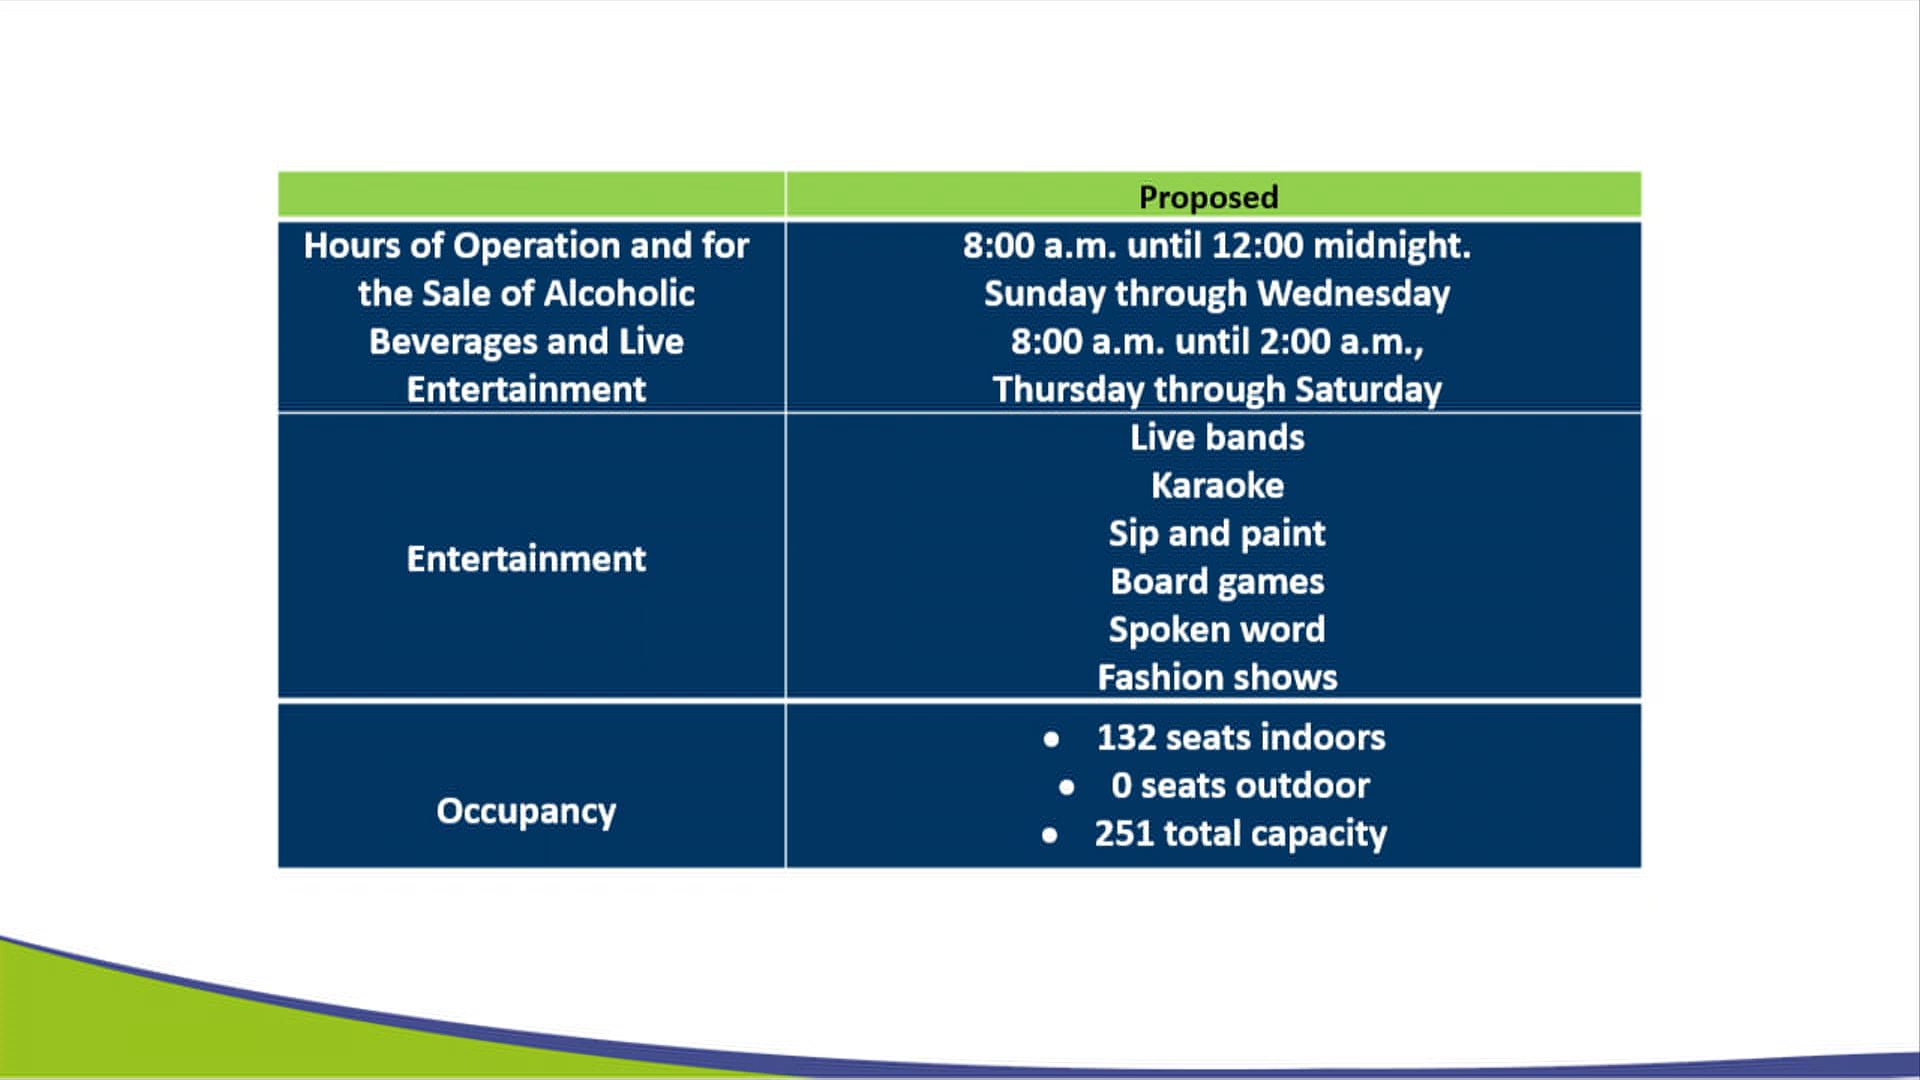 Proposed
Hours of Operation and for
the Sale of Alcoholic
Beverages and Live
Entertainment
8:00 a.m. until 12:00 midnight.
Sunday through Wednesday
8:00 a.m. until 2:00 a.m.,
Thursday through Saturday
Entertainment
Live bands
Karaoke
Sip and paint
Board games
Spoken word
Fashion shows
Occupancy
• 132 seats indoors
• 0 seats outdoor
• 251 total capacity